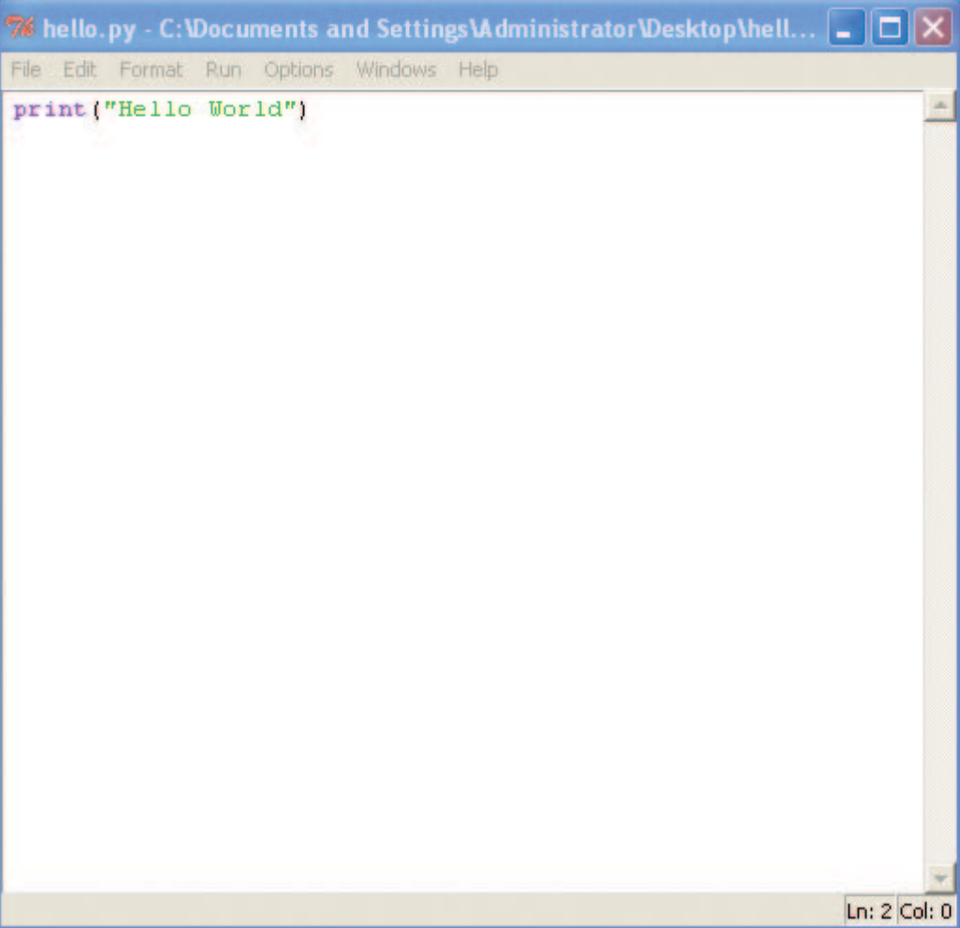 hello.py - C:\Documents and Settings\Administrator\Desktop\hell...
File Edit Format Run Options Windows Help
print("Hello World")
Ln: 2 Col: 0